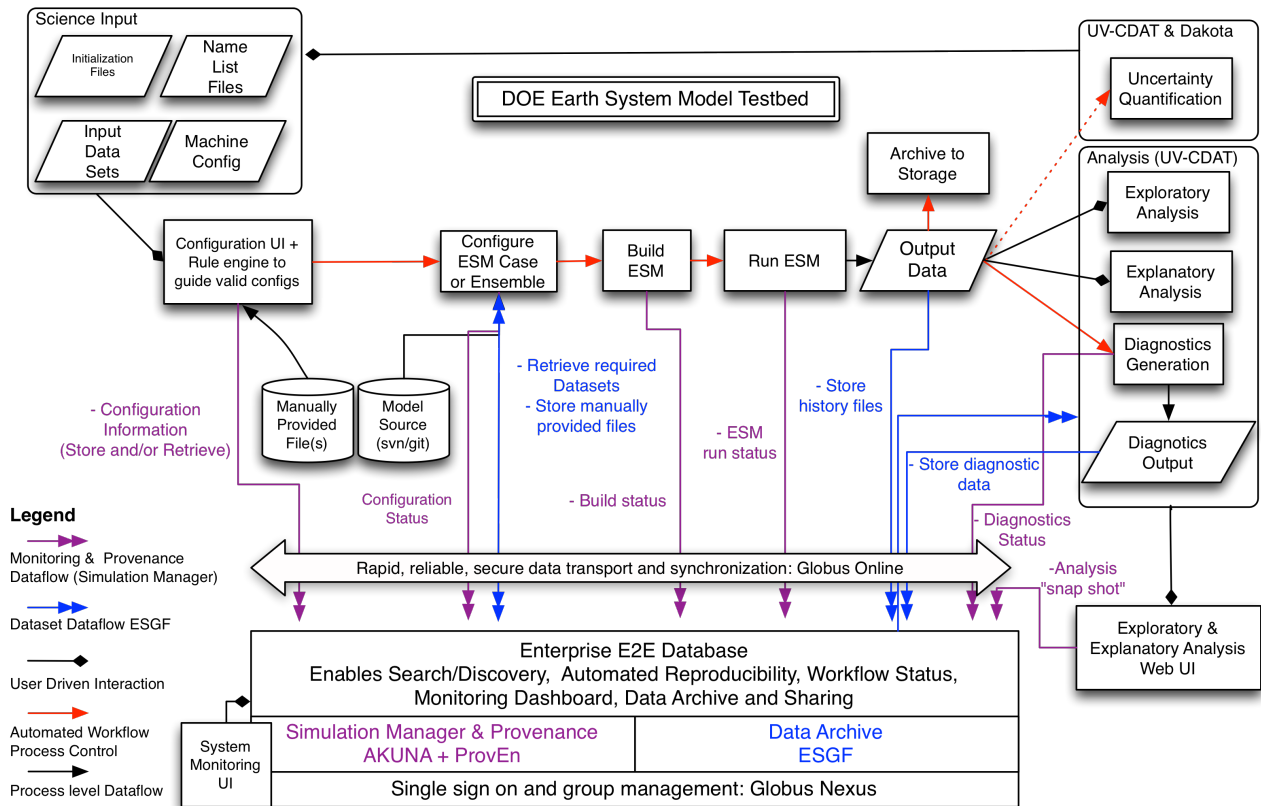 Science Input
Initialization
Files
Name
List
Files
Input
Data
Sets
Machine
Config
DOE Earth System Model Testbed
UV-CDAT & Dakota
Uncertainty
Quantification
Archive to
Storage
Analysis (UV-CDAT)
Exploratory
Analysis
Explanatory
Analysis
Diagnostics
Generation
Diagnotics
Output
Configuration UI +
Rule engine to
guide valid configs
Configure
ESM Case
or Ensemble
Build
ESM
Run ESM
Output
Data
Manually
Provided
File(s)
Model
Source
(svn/git)
- Configuration
Information
(Store and/or Retrieve)
- Retrieve required
Datasets
- Store manually
provided files
- Store
history files
- ESM
run status
- Store diagnostic
data
Configuration
Status
- Build status
- Diagnostics
Status
-Analysis
"snap shot"
Legend
Monitoring & Provenance
Dataflow (Simulation Manager)
Dataset Dataflow ESGF
User Driven Interaction
Automated Workflow
Process Control
Process level Dataflow
Rapid, reliable, secure data transport and synchronization: Globus Online
Exploratory &
Explanatory Analysis
Web UI
Enterprise E2E Database
Enables Search/Discovery, Automated Reproducibility, Workflow Status,
Monitoring Dashboard, Data Archive and Sharing
System
Monitoring
UI
Simulation Manager & Provenance
AKUNA + ProvEn
Data Archive
ESGF
Single sign on and group management: Globus Nexus